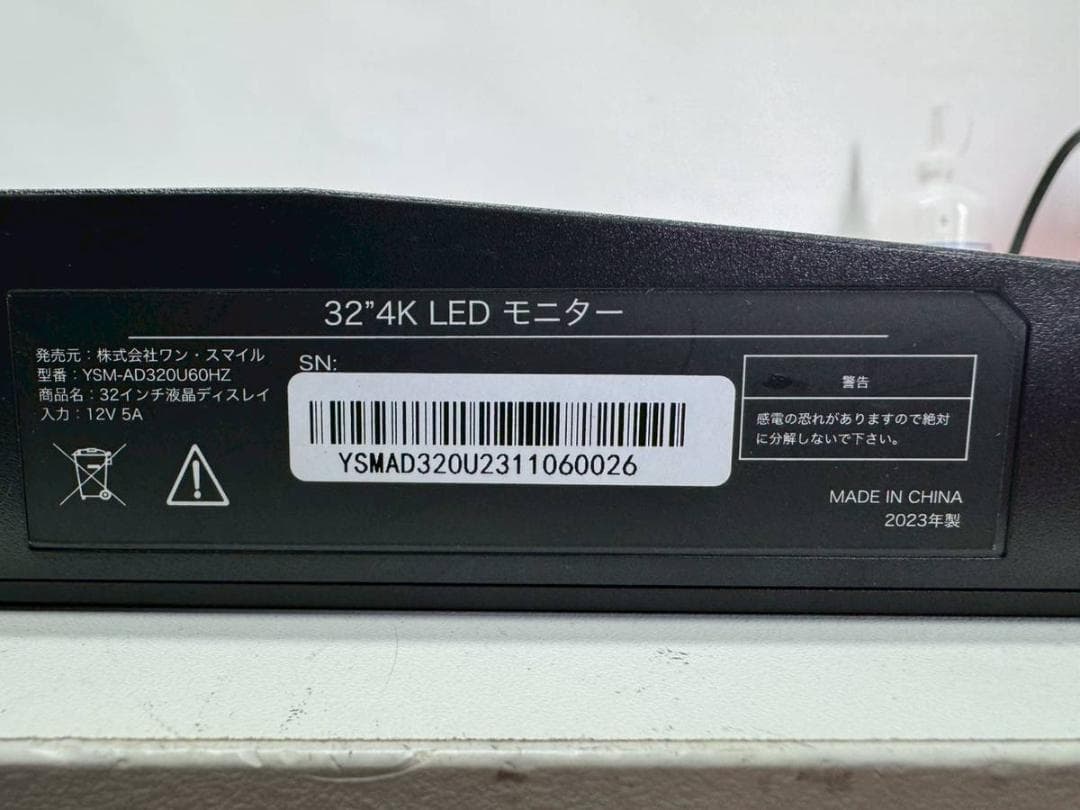 32”4K LED モニター
発売元：株式会社ワン・スマイル
型番：YSM-AD320U60HZ
商品名：32インチ液晶ディスレイ
入力：12V 5A
SN:
YSMAD320U2311060026
警告
感電の恐れがありますので絶対
に分解しないで下さい。
MADE IN CHINA
2023年製